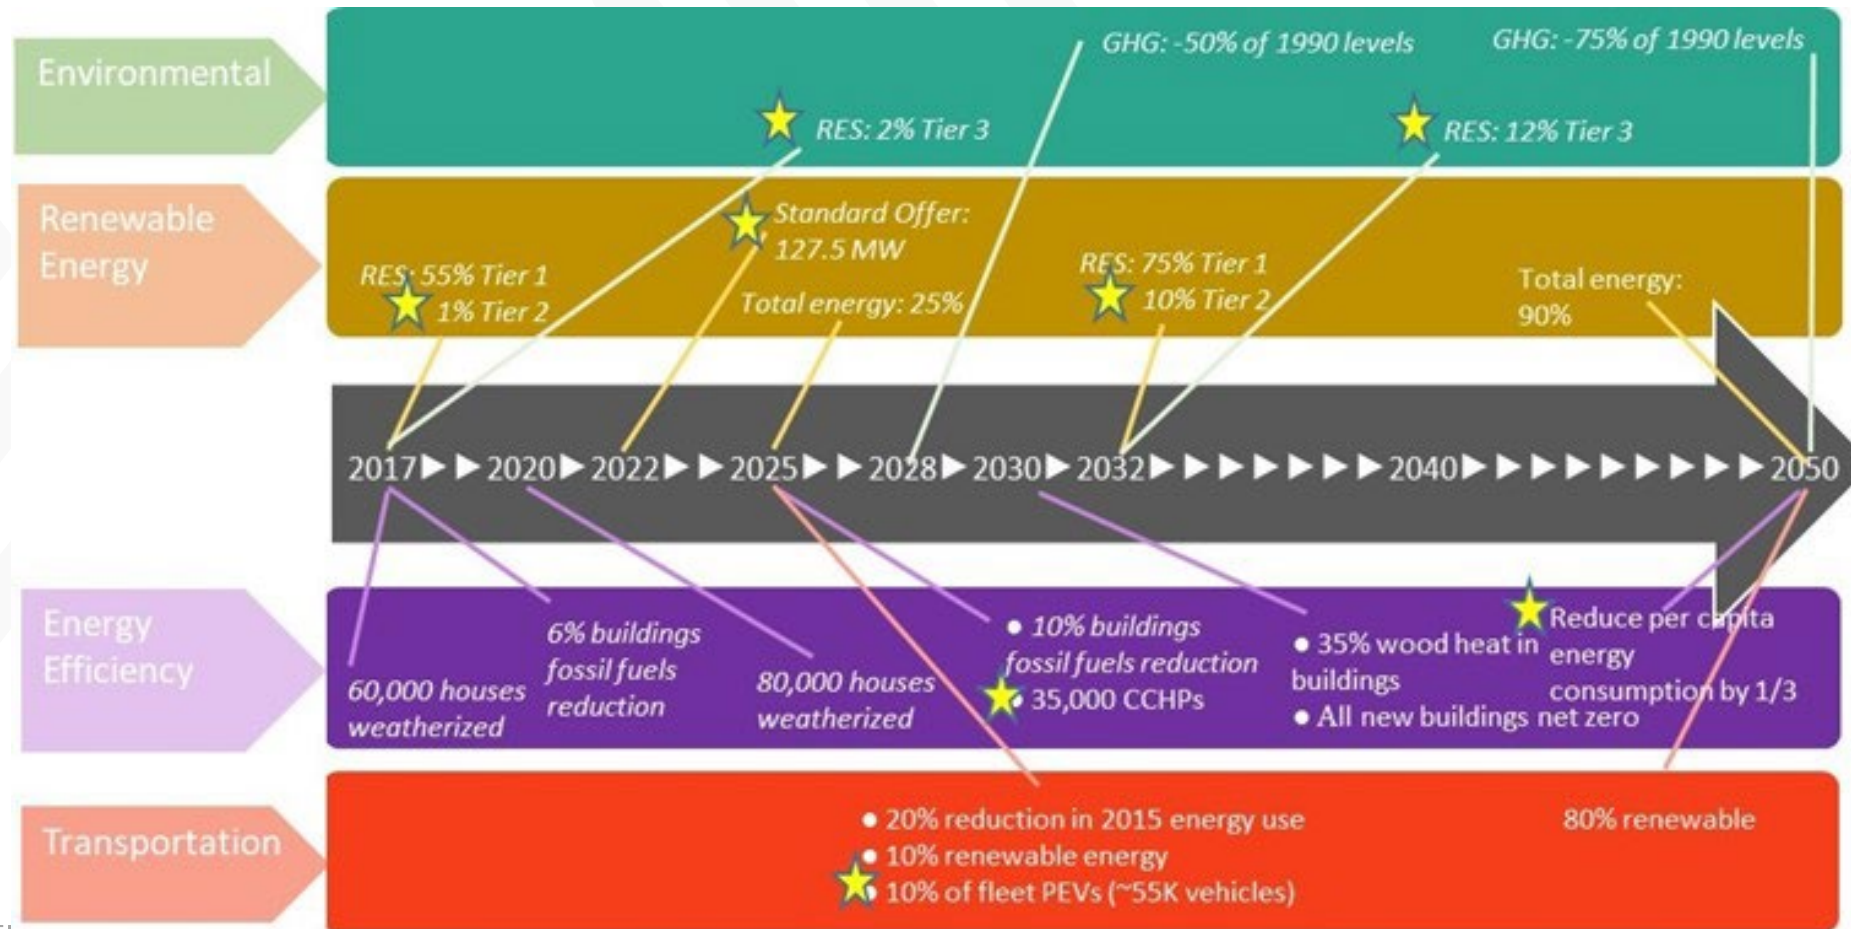 Environmental
GHG: -50% of 1990 levels
GHG: -75% of 1990 levels
RES: 2% Tier 3
RES: 12% Tier 3
Renewable
Energy
RES: 55% Tier 1
1% Tier 2
Standard Offer:
127.5 MW
Total energy: 25%
RES: 75% Tier 1
10% Tier 2
Total energy:
90%
2017 2020 2022 2025 2028 2030 2032 2040 2050
Energy
Efficiency
60,000 houses
weatherized
6% buildings
fossil fuels
reduction
80,000 houses
weatherized
● 10% buildings
fossil fuels reduction
● 35,000 CCHPs
● 35% wood heat in
buildings
● All new buildings net zero
Reduce per capita
energy
consumption by 1/3
Transportation
● 20% reduction in 2015 energy use
● 10% renewable energy
● 10% of fleet PEVs (~55K vehicles)
80% renewable